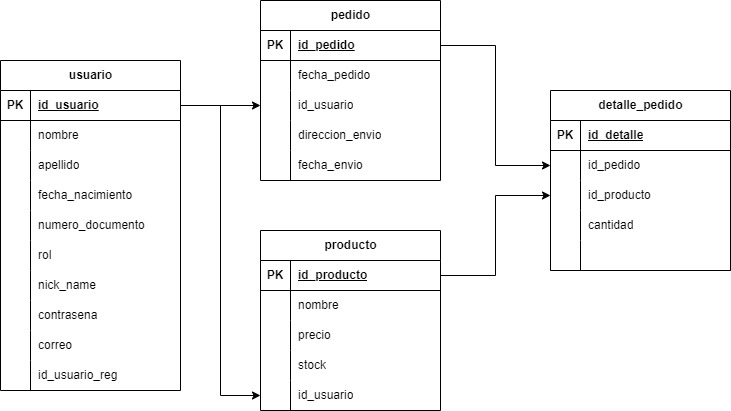 usuario
PK id_usuario
nombre
apellido
fecha_nacimiento
numero_documento
rol
nick_name
contrasena
correo
id_usuario_reg
pedido
PK id_pedido
fecha_pedido
id_usuario
direccion_envio
fecha_envio
producto
PK id_producto
nombre
precio
stock
id_usuario
detalle_pedido
PK id_detalle
id_pedido
id_producto
cantidad